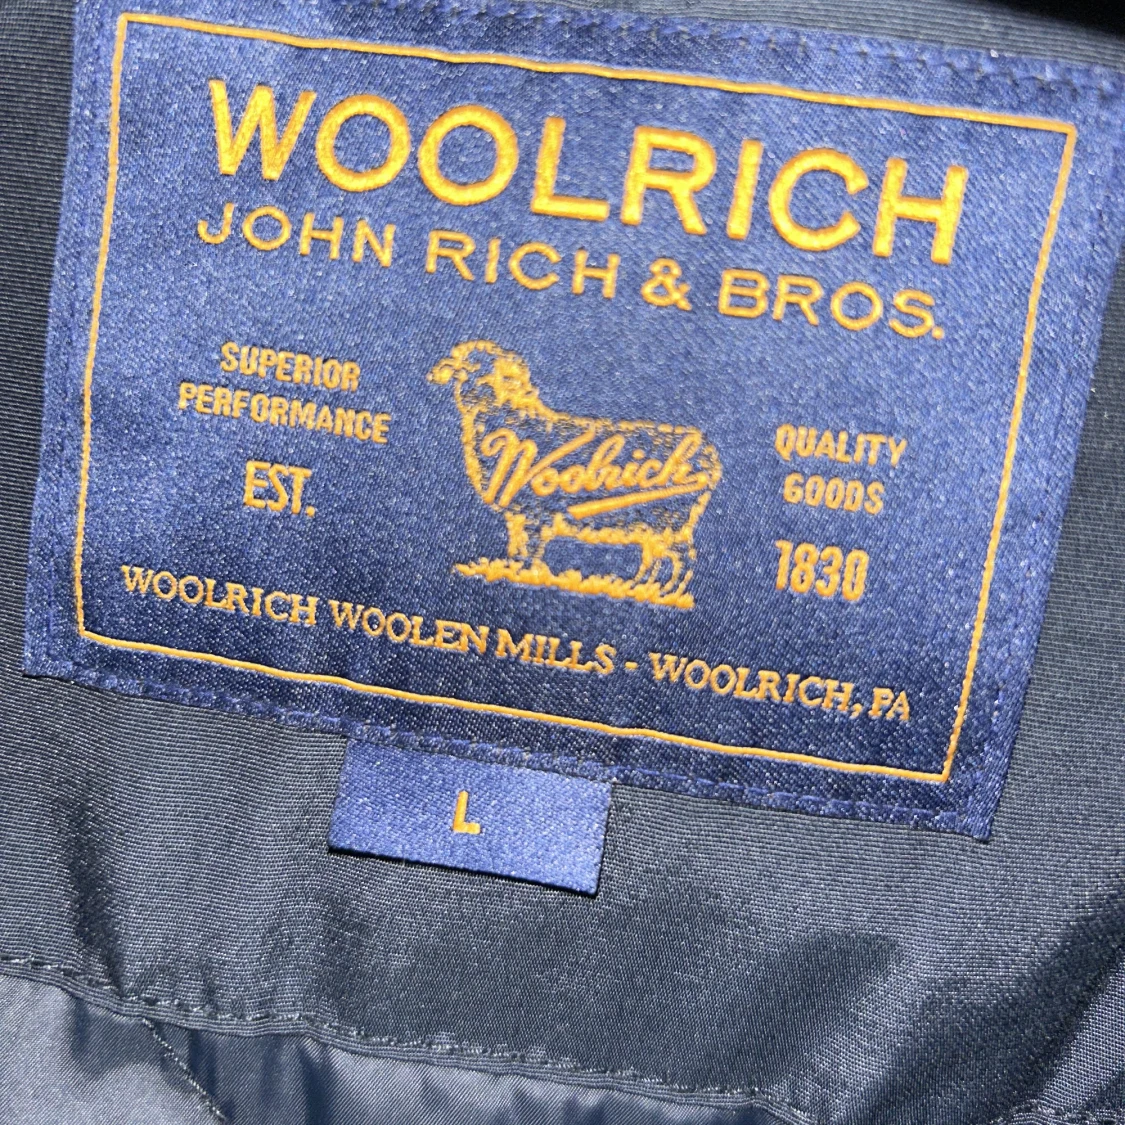 WOOLRICH
JOHN RICH & BROS.
SUPERIOR
PERFORMANCE
EST.
Woolrich
QUALITY
GOODS
1830
WOOLRICH WOOLEN MILLS - WOOLRICH, PA
L